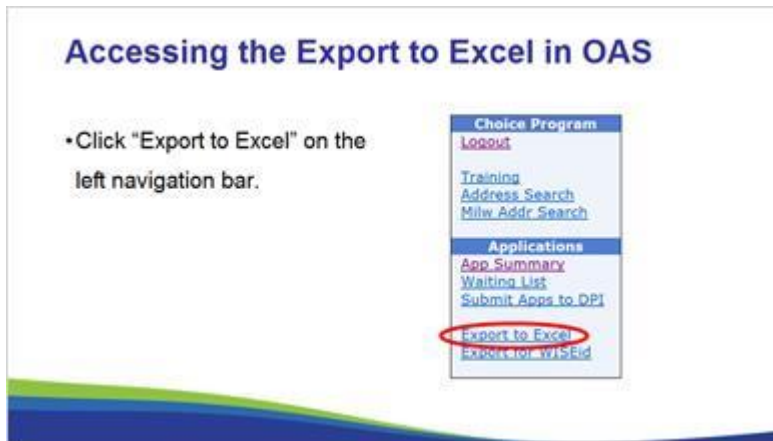 Accessing the Export to Excel in OAS
•Click “Export to Excel” on the
left navigation bar.
Choice Program
Logout
Training
Address Search
Milw Addr Search
Applications
App Summary
Waiting List
Submit Apps to DPI
Export to Excel
Export for WISEid